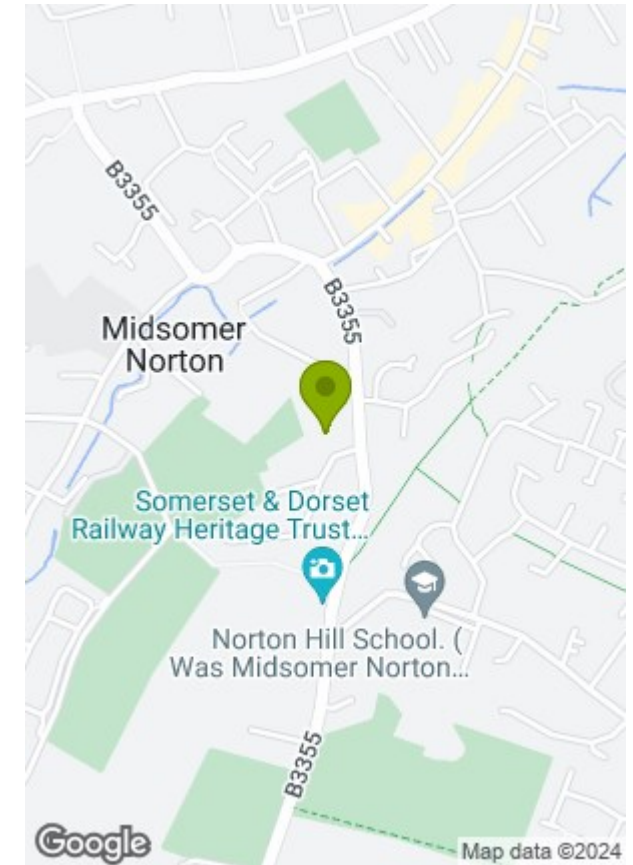 B3355
B3355
Midsomer
Norton
Somerset & Dorset
Railway Heritage Trust...
Norton Hill School. (
Was Midsomer Norton...
B3355
Google
Map data ©2024